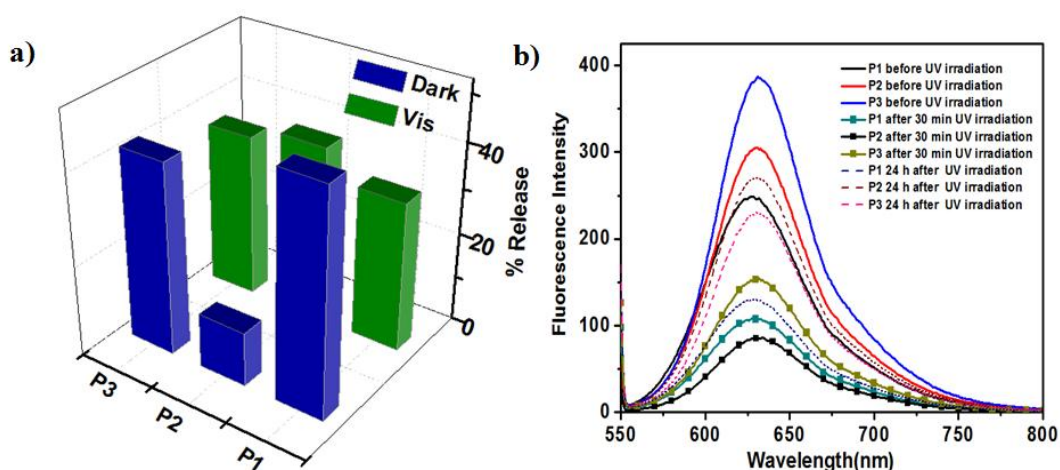 a)
Dark
Vis
40
20
0
% Release
P3
P2
P1
b)
400
300
200
100
0
Fluorescence Intensity
P1 before UV irradiation
P2 before UV irradiation
P3 before UV irradiation
P1 after 30 min UV irradiation
P2 after 30 min UV irradiation
P3 after 30 min UV irradiation
P1 24 h after UV irradiation
P2 24 h after UV irradiation
P3 24 h after UV irradiation
550 600 650 700 750 800
Wavelength(nm)